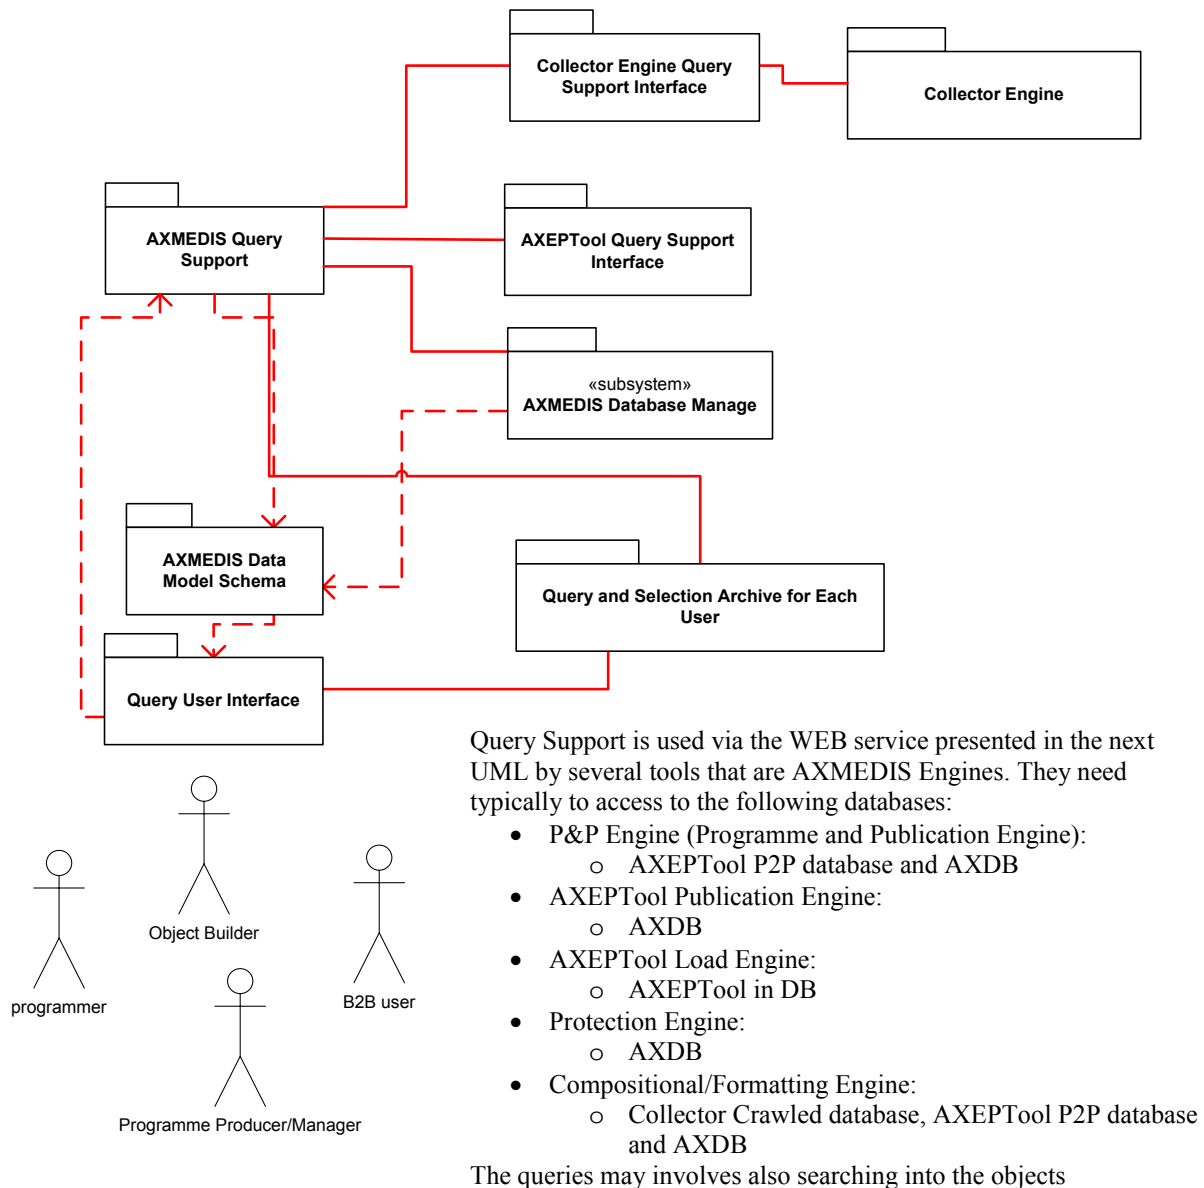 Collector Engine Query
Support Interface
Collector Engine
AXMEDIS Query
Support
AXEPTool Query Support
Interface
«subsystem»
AXMEDIS Database Manage
AXMEDIS Data
Model Schema
Query and Selection Archive for Each
User
Query User Interface
Object Builder
programmer
B2B user
Programme Producer/Manager
Query Support is used via the WEB service presented in the next
UML by several tools that are AXMEDIS Engines. They need
typically to access to the following databases:
• P&P Engine (Programme and Publication Engine):
o AXEPTool P2P database and AXDB
• AXEPTool Publication Engine:
o AXDB
• AXEPTool Load Engine:
o AXEPTool in DB
• Protection Engine:
o AXDB
• Compositional/Formatting Engine:
o Collector Crawled database, AXEPTool P2P database
and AXDB
The queries may involves also searching into the objects